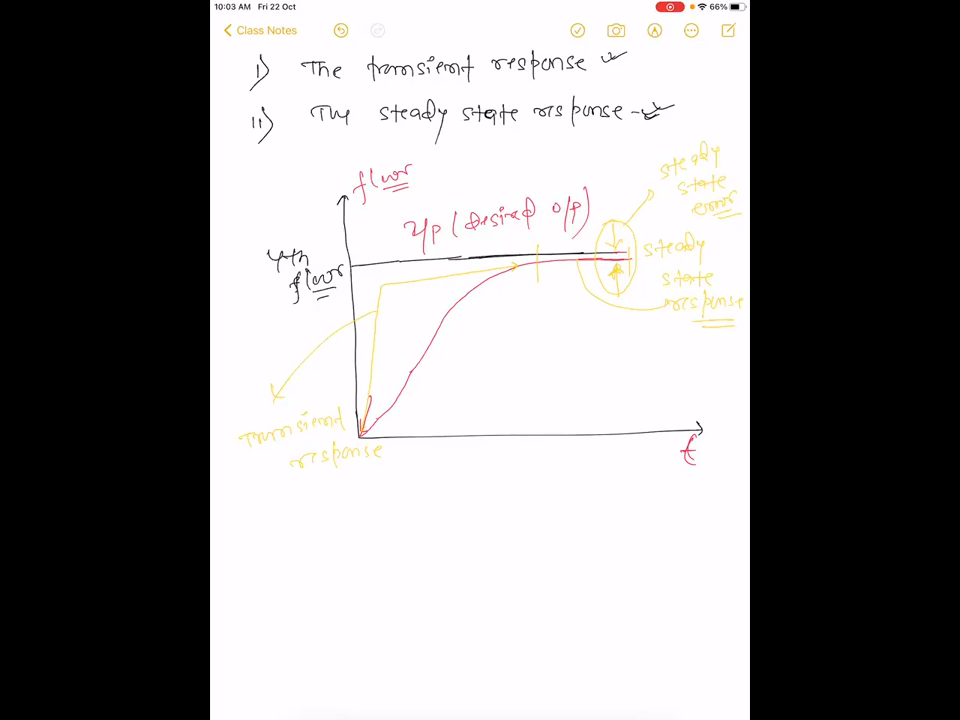 10:03 AM Fri 22 Oct
66%
Class Notes
i) The transient response
ii) The steady state response
floor
i/p (desired o/p)
4th
floor
steady
state
error
steady
state
response
transient
response
t